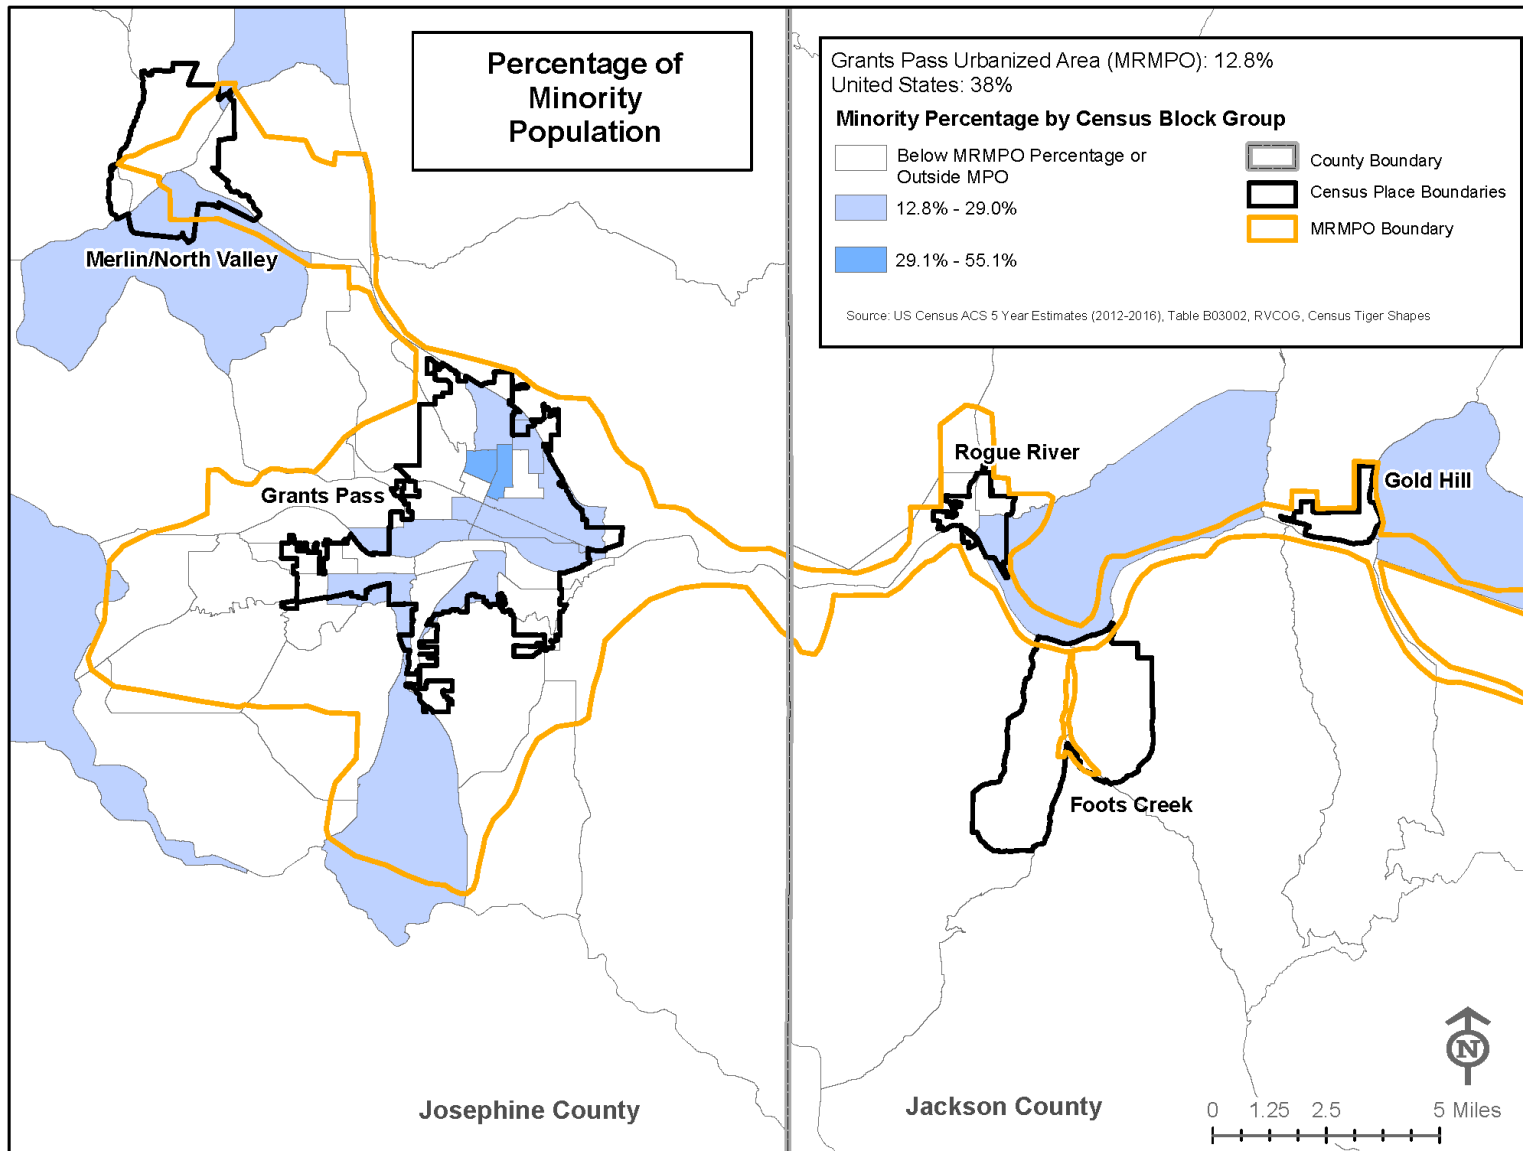 Percentage of
Minority
Population
Grants Pass Urbanized Area (MRMPO): 12.8%
United States: 38%
Minority Percentage by Census Block Group
Below MRMPO Percentage or
Outside MPO
12.8% - 29.0%
29.1% - 55.1%
County Boundary
Census Place Boundaries
MRMPO Boundary
Source: US Census ACS 5 Year Estimates (2012-2016), Table B03002, RVCOG, Census Tiger Shapes
Merlin/North Valley
Grants Pass
Rogue River
Gold Hill
Foots Creek
Josephine County
Jackson County
N
0 1.25 2.5 5 Miles